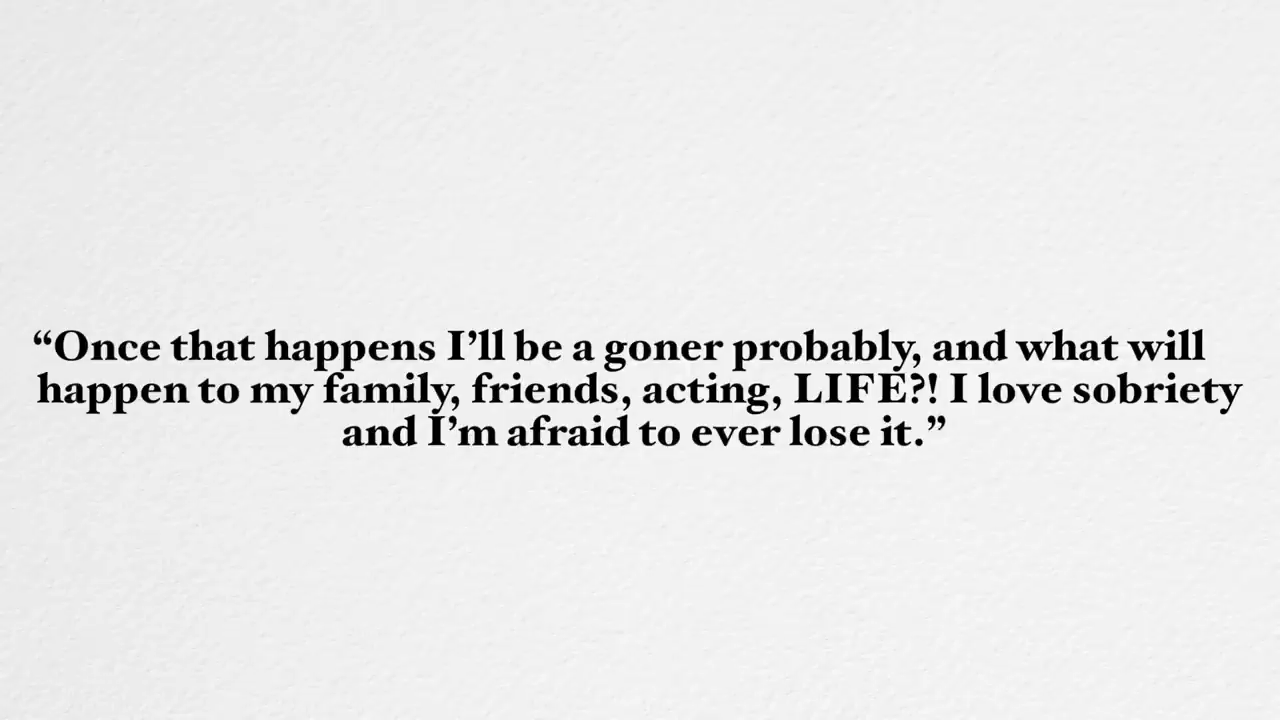 “Once that happens I’ll be a goner probably, and what will
happen to my family, friends, acting, LIFE?! I love sobriety
and I’m afraid to ever lose it.”